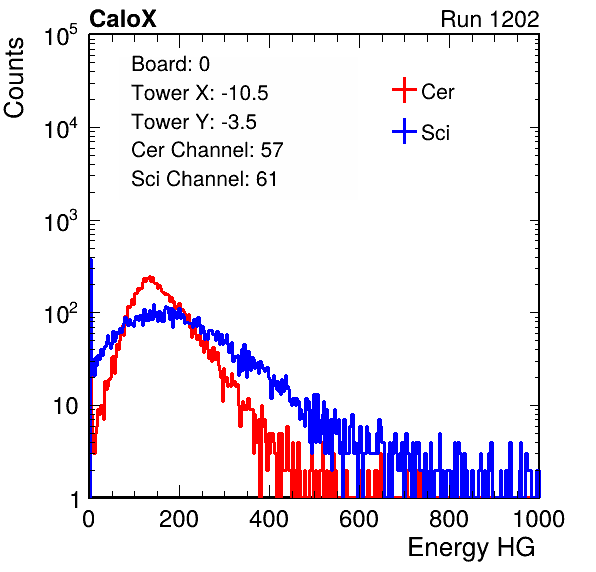 CaloX Run 1202
Counts
10^5
10^4
10^3
10^2
10
1
Board: 0
Tower X: -10.5
Tower Y: -3.5
Cer Channel: 57
Sci Channel: 61
Cer
Sci
0 200 400 600 800 1000
Energy HG